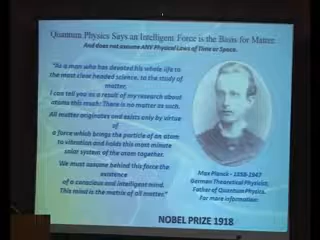 Quantum Physics Says an Intelligent Force is the Basis for Matter.
And does not assume ANY Physical Laws of Time or Space.
"As a man who has devoted his whole life to
the most clear headed science, to the study of
matter,
I can tell you as a result of my research about
atoms this much: There is no matter as such.
All matter originates and exists only by virtue
of
a force which brings the particle of an atom
to vibration and holds this most minute
solar system of the atom together.
We must assume behind this force the
existence
of a conscious and intelligent mind.
This mind is the matrix of all matter."
Max Planck - 1858-1947
German Theoretical Physicist,
Father of Quantum Physics.
For more information:
NOBEL PRIZE 1918